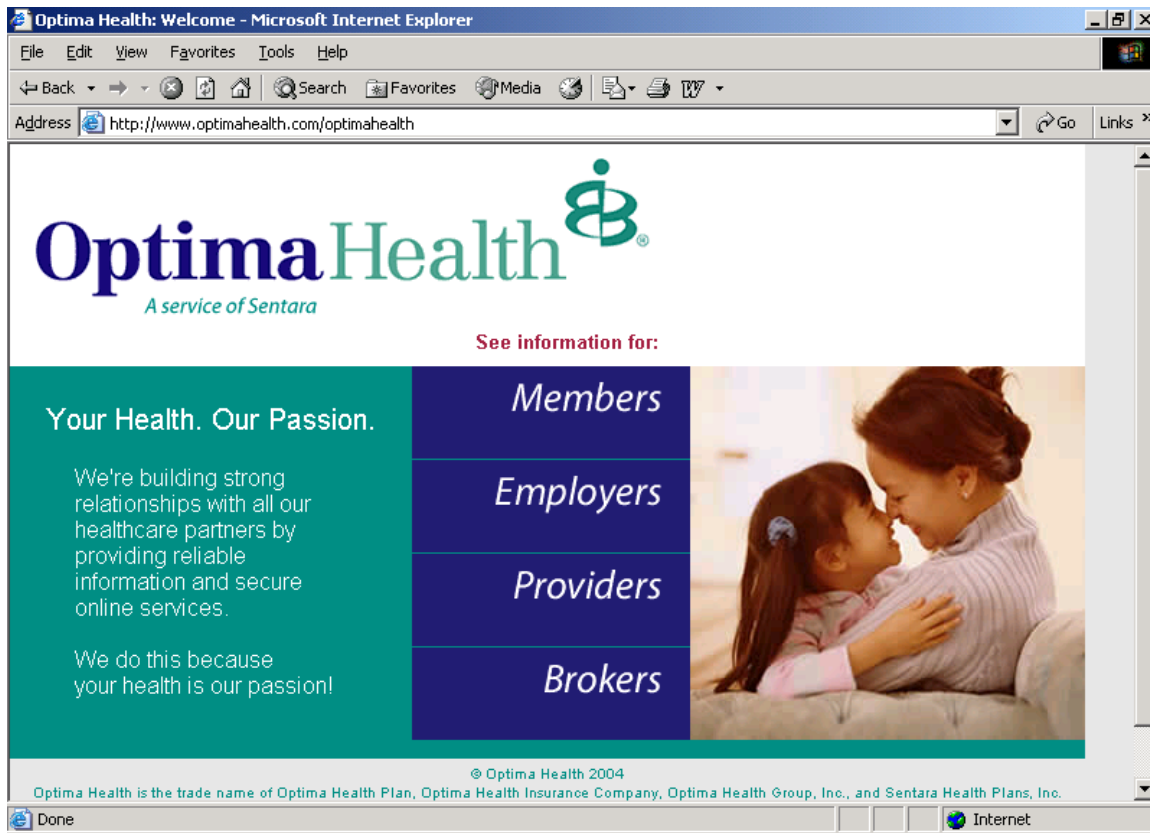 Optima Health: Welcome - Microsoft Internet Explorer
File Edit View Favorites Tools Help
Back Search Favorites Media
Address http://www.optimahealth.com/optimahealth Go Links »
Optima Health ®
A service of Sentara
See information for:
Your Health. Our Passion.
We're building strong
relationships with all our
healthcare partners by
providing reliable
information and secure
online services.
We do this because
your health is our passion!
Members
Employers
Providers
Brokers
© Optima Health 2004
Optima Health is the trade name of Optima Health Plan, Optima Health Insurance Company, Optima Health Group, Inc., and Sentara Health Plans, Inc.
Done Internet